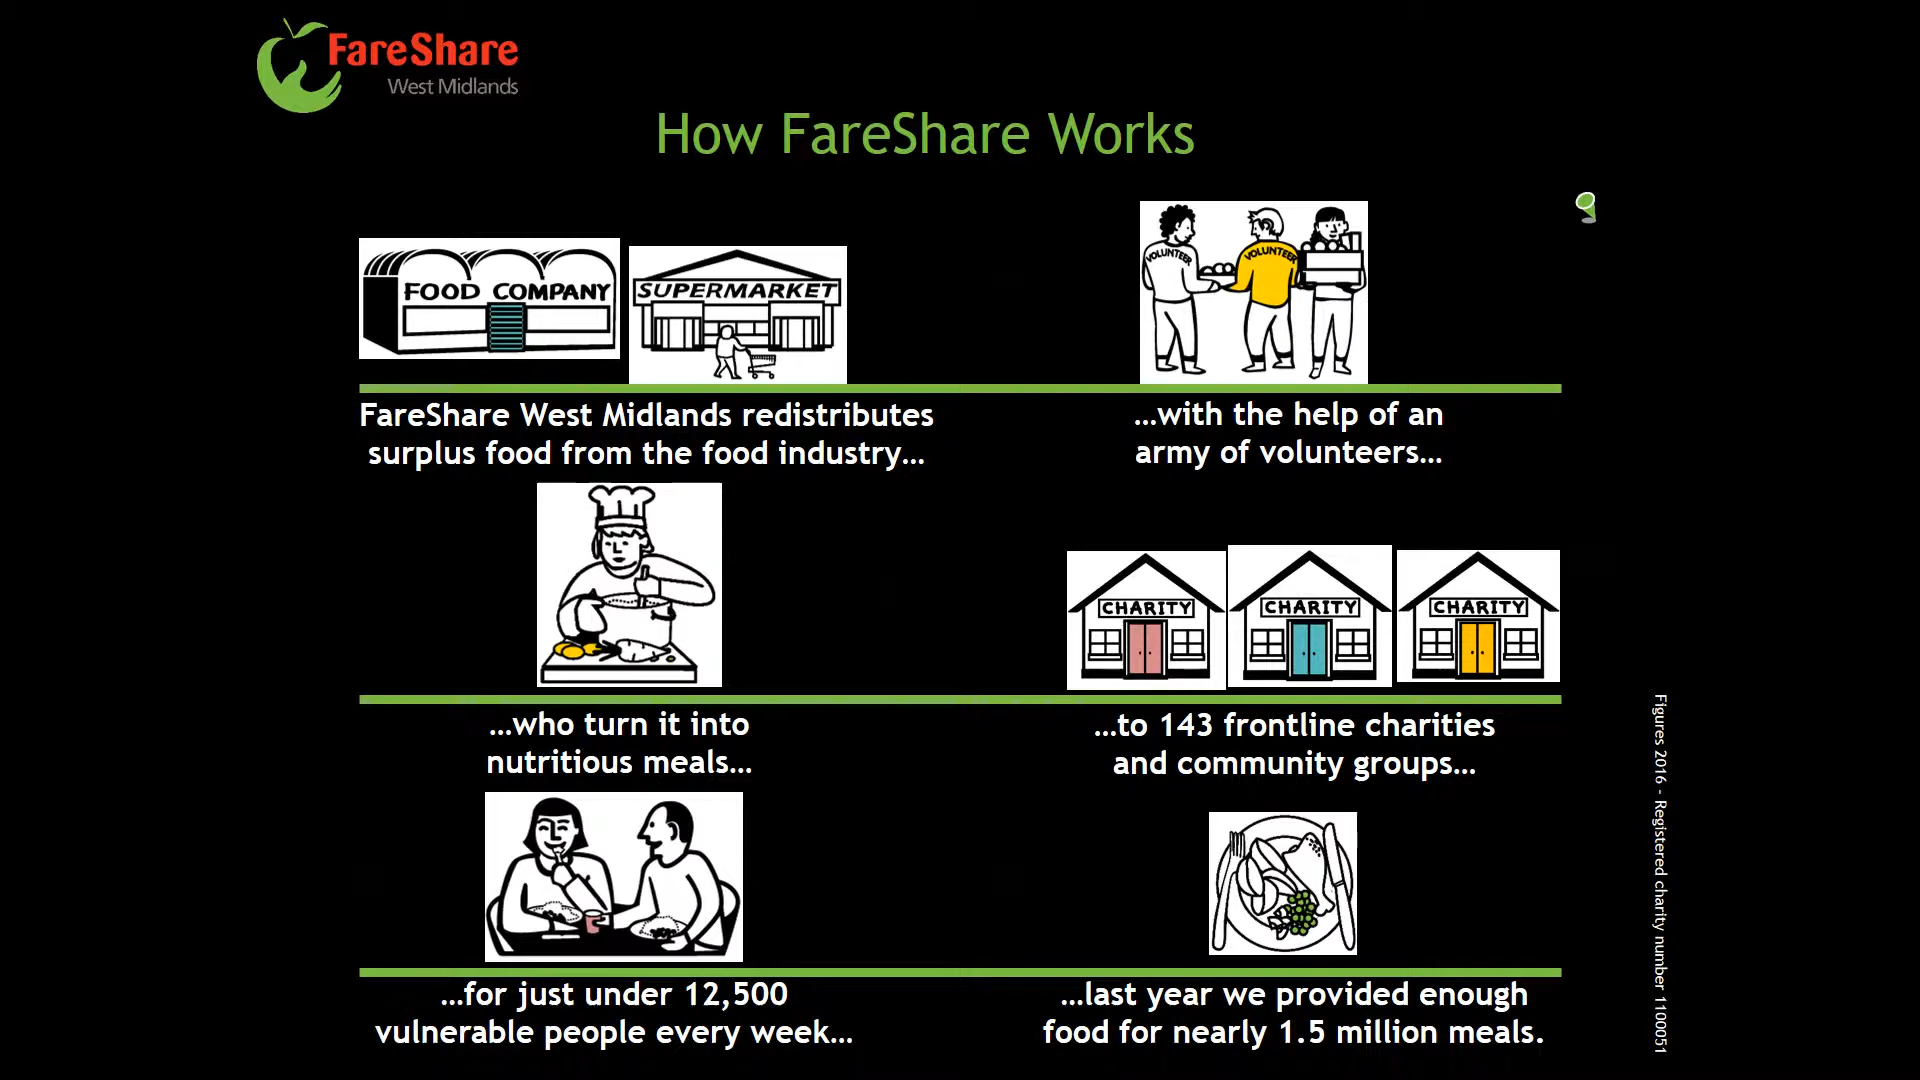 FareShare
West Midlands
How FareShare Works
FOOD COMPANY
SUPERMARKET
VOLUNTEER
VOLUNTEER
FareShare West Midlands redistributes
surplus food from the food industry...
...with the help of an
army of volunteers...
CHARITY
CHARITY
CHARITY
...who turn it into
nutritious meals...
...to 143 frontline charities
and community groups...
...for just under 12,500
vulnerable people every week...
...last year we provided enough
food for nearly 1.5 million meals.
Figures 2016 - Registered charity number 1100051